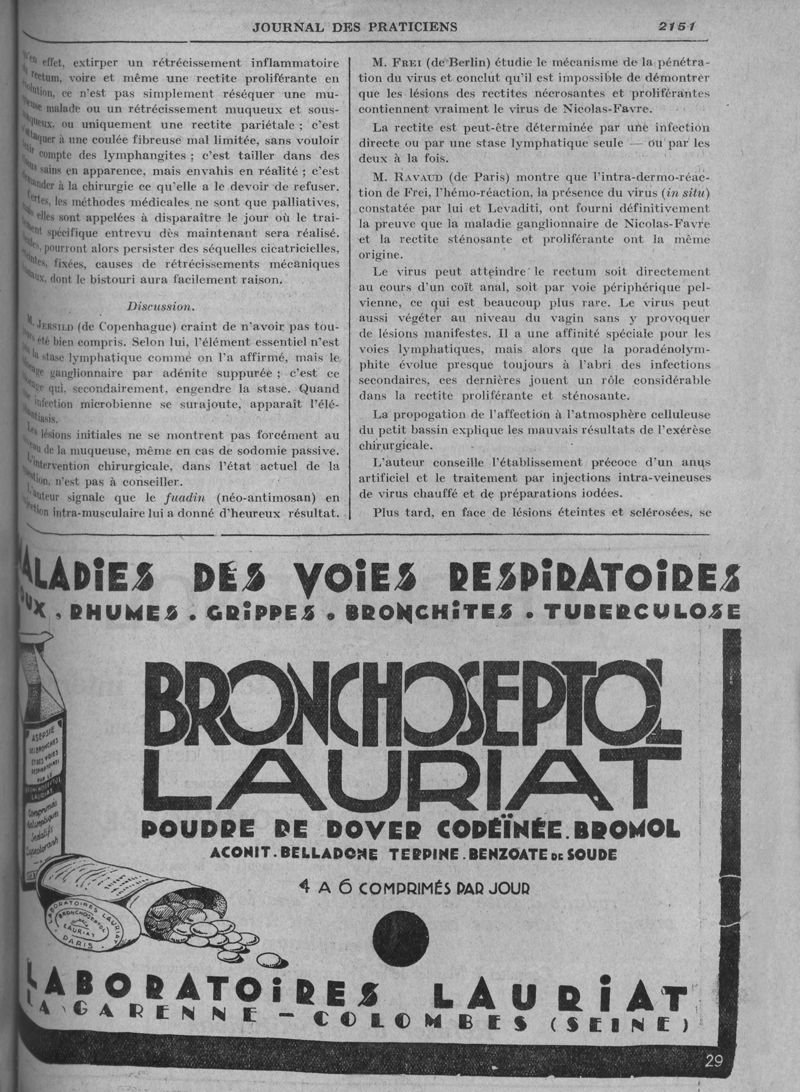 JOURNAL DES PRATICIENS 2151
effet, extirper un rétrécissement inflammatoire
rectum, voire et même une rectite proliférante en
ce n'est pas simplement réséquer une mu-
malade ou un rétrécissement muqueux et sous-
ou uniquement une rectite pariétale ; c'est
à une coulée fibreuse mal limitée, sans vouloir
compte des lymphangites ; c'est tailler dans des
sains en apparence, mais envahis en réalité ; c'est
à la chirurgie ce qu'elle a le devoir de refuser.
les méthodes médicales ne sont que palliatives,
elles sont appelées à disparaître le jour où le trai-
spécifique entrevu dès maintenant sera réalisé.
pourront alors persister des séquelles cicatricielles,
fixées, causes de rétrécissements mécaniques
dont le bistouri aura facilement raison.
Discussion.
M. JERSILD (de Copenhague) craint de n'avoir pas tou-
été bien compris. Selon lui, l'élément essentiel n'est
la stase lymphatique comme on l'a affirmé, mais le
ganglionnaire par adénite suppurée ; c'est ce
qui, secondairement, engendre la stase. Quand
infection microbienne se surajoute, apparaît l'élé-
Les lésions initiales ne se montrent pas forcément au
de la muqueuse, même en cas de sodomie passive.
L'intervention chirurgicale, dans l'état actuel de la
n'est pas à conseiller.
L'auteur signale que le fuadin (néo-antimosan) en
intra-musculaire lui a donné d'heureux résultat.
M. FREI (de Berlin) étudie le mécanisme de la pénétra-
tion du virus et conclut qu'il est impossible de démontrer
que les lésions des rectites nécrosantes et proliférantes
contiennent vraiment le virus de Nicolas-Favre.
La rectite est peut-être déterminée par une infection
directe ou par une stase lymphatique seule — ou par les
deux à la fois.
M. RAVAUD (de Paris) montre que l'intra-dermo-réac-
tion de Frei, l'hémo-réaction, la présence du virus (in situ)
constatée par lui et Levaditi, ont fourni définitivement
la preuve que la maladie ganglionnaire de Nicolas-Favre
et la rectite sténosante et proliférante ont la même
origine.
Le virus peut atteindre le rectum soit directement
au cours d'un coït anal, soit par voie périphérique pel-
vienne, ce qui est beaucoup plus rare. Le virus peut
aussi végéter au niveau du vagin sans y provoquer
de lésions manifestes. Il a une affinité spéciale pour les
voies lymphatiques, mais alors que la poradénolym-
phite évolue presque toujours à l'abri des infections
secondaires, ces dernières jouent un rôle considérable
dans la rectite proliférante et sténosante.
La propogation de l'affection à l'atmosphère celluleuse
du petit bassin explique les mauvais résultats de l'exérèse
chirurgicale.
L'auteur conseille l'établissement précoce d'un anus
artificiel et le traitement par injections intra-veineuses
de virus chauffé et de préparations iodées.
Plus tard, en face de lésions éteintes et sclérosées, se
ALADIES DES VOIES RESPIRATOIRES
OUX . RHUMES . GRIPPES . BRONCHITES . TUBERCULOSE
BRONCHOSEPTOL
LAURIAT
POUDRE DE DOVER CODÉÏNÉE . BROMOL
ACONIT . BELLADONE TERPINE . BENZOATE DE SOUDE
4 A 6 COMPRIMÉS PAR JOUR
ASEPSIE
DES BRONCHES
ET DES VOIES
RESPIRATOIRES
PAR LE
BRONCHOSEPTOL
LAURIAT
Comprimés
LABORATOIRES LAURIAT
BRONCHOSEPTOL
LAURIAT
PARIS
LABORATOIRES LAURIAT
LA GARENNE - COLOMBES (SEINE)
29